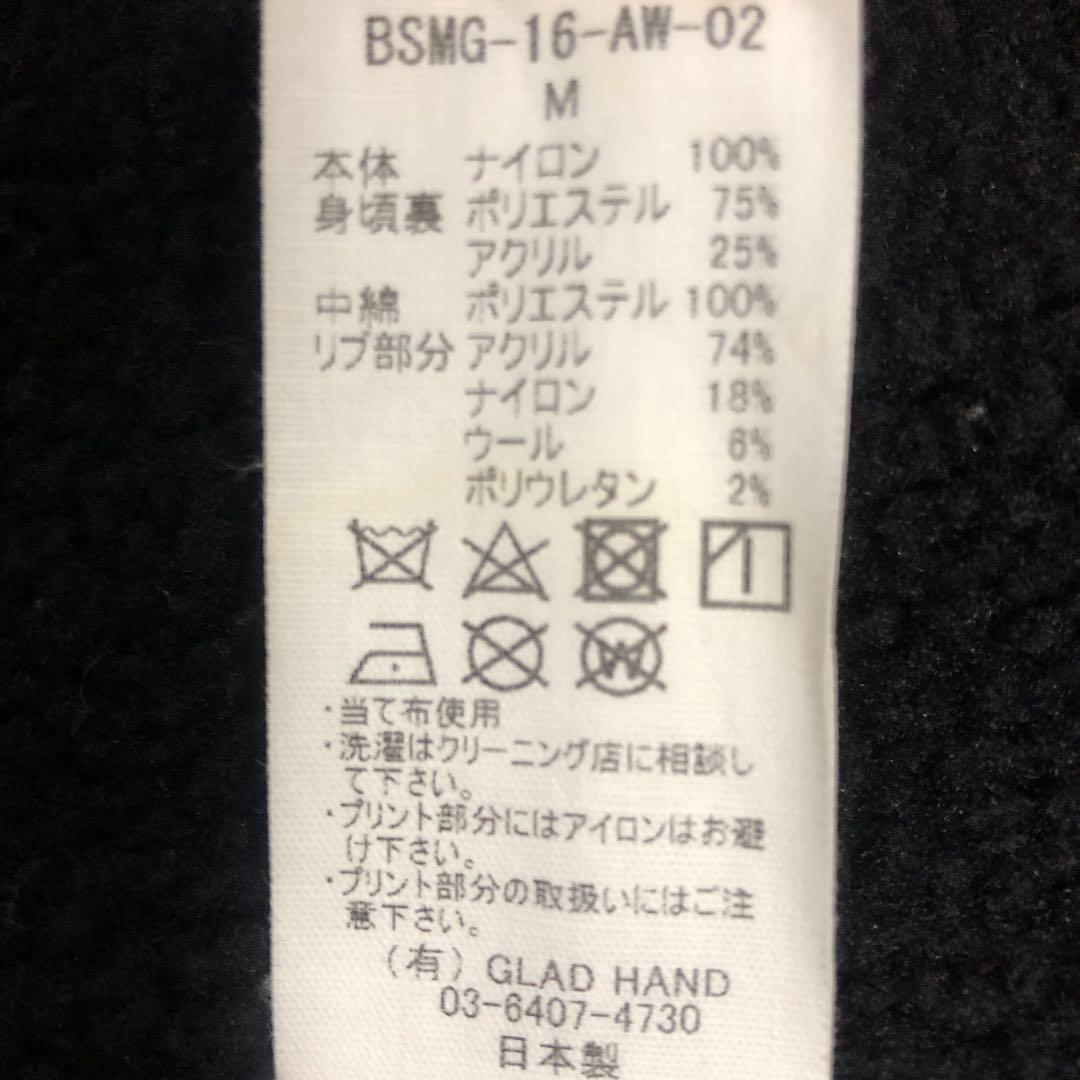 BSMG-16-AW-02
M
本体 ナイロン 100%
身頃裏 ポリエステル 75%
アクリル 25%
中綿 ポリエステル 100%
リブ部分 アクリル 74%
ナイロン 18%
ウール 6%
ポリウレタン 2%
W
・当て布使用
・洗濯はクリーニング店に相談し
て下さい。
・プリント部分にはアイロンはお避
け下さい。
・プリント部分の取扱いにはご注
意下さい。
(有) GLAD HAND
03-6407-4730
日本製